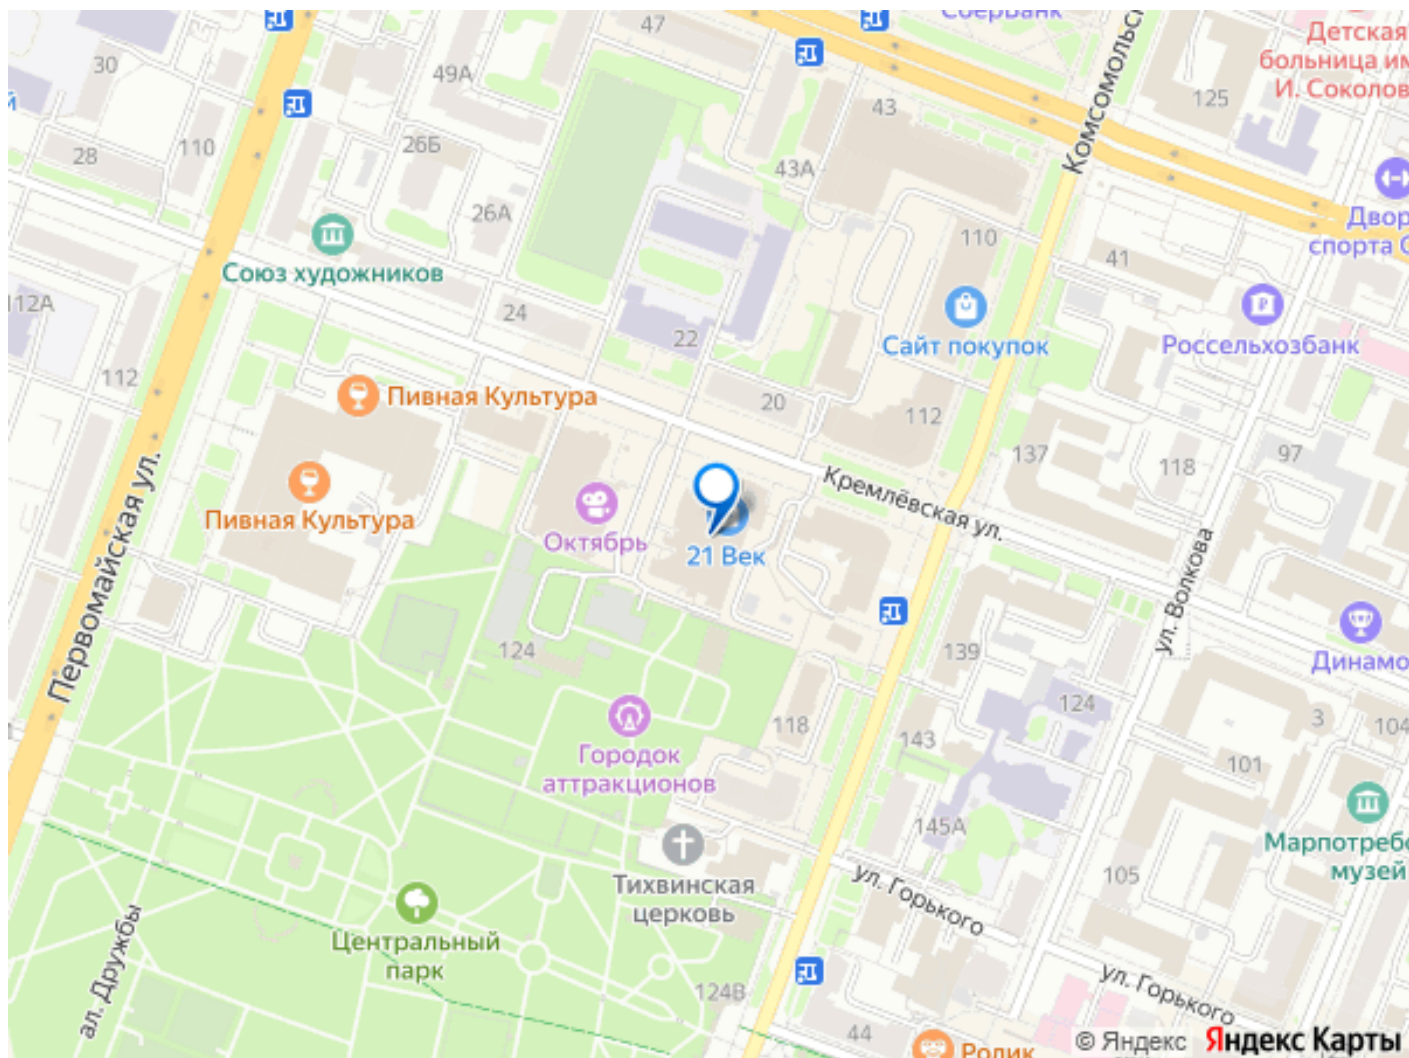 Сбербанк
47
Комсомольск
Детская
больница им
И. Соколов
30
49А
й
43
125
110
26Б
28
43А
26А
Двор
спорта С
110
Союз художников
41
112А
24
22
Сайт покупок
Россельхозбанк
112
Пивная Культура
20
112
137
118
97
Кремлёвская ул.
Пивная Культура
Октябрь
21 Век
Первомайская ул.
ул. Волкова
124
139
Динамо
124
118
143
3
104
Городок
аттракционов
101
145А
Марпотребс
музей
Тихвинская
церковь
ул. Горького
105
Центральный
парк
ал. Дружбы
124В
ул. Горького
44
Ролик
© Яндекс Яндекс Карты